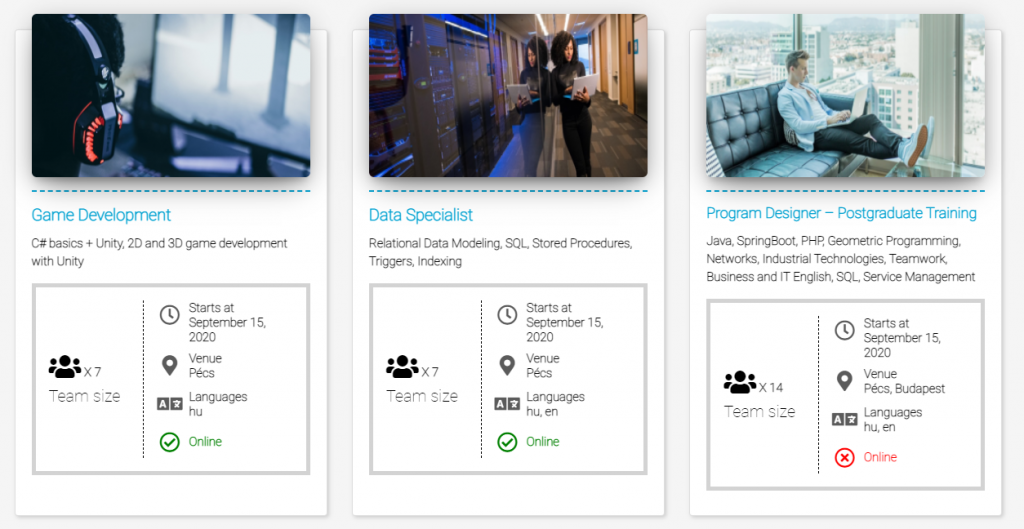 Game Development
C# basics + Unity, 2D and 3D game development
with Unity
X 7
Team size
Starts at
September 15,
2020
Venue
Pécs
Languages
hu
Online
Data Specialist
Relational Data Modeling, SQL, Stored Procedures,
Triggers, Indexing
X 7
Team size
Starts at
September 15,
2020
Venue
Pécs
Languages
hu, en
Online
Program Designer – Postgraduate Training
Java, SpringBoot, PHP, Geometric Programming,
Networks, Industrial Technologies, Teamwork,
Business and IT English, SQL, Service Management
X 14
Team size
Starts at
September 15,
2020
Venue
Pécs, Budapest
Languages
hu, en
Online